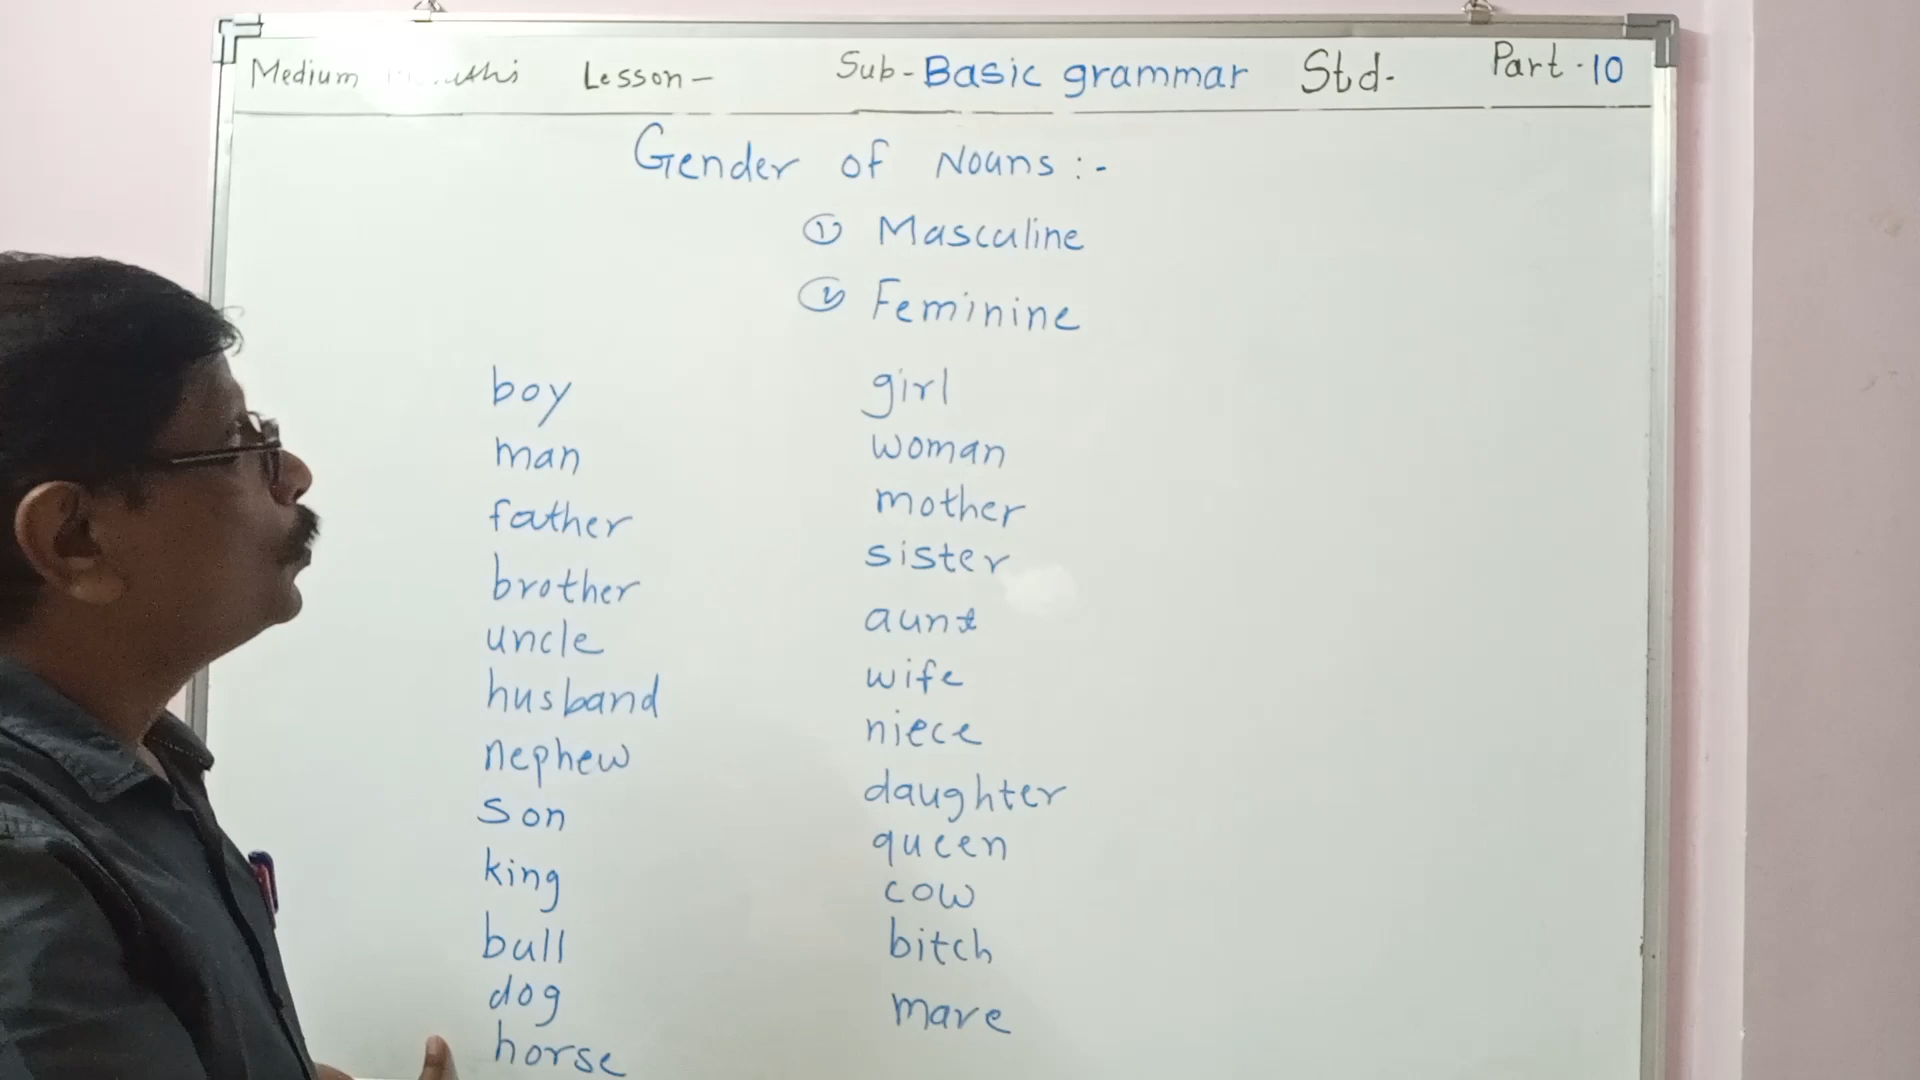 Medium Lesson - Sub - Basic grammar Std- Part - 10
Gender of Nouns :-
① Masculine
② Feminine
boy girl
man woman
father mother
brother sister
uncle aunt
husband wife
nephew niece
son daughter
king queen
bull cow
dog bitch
horse mare